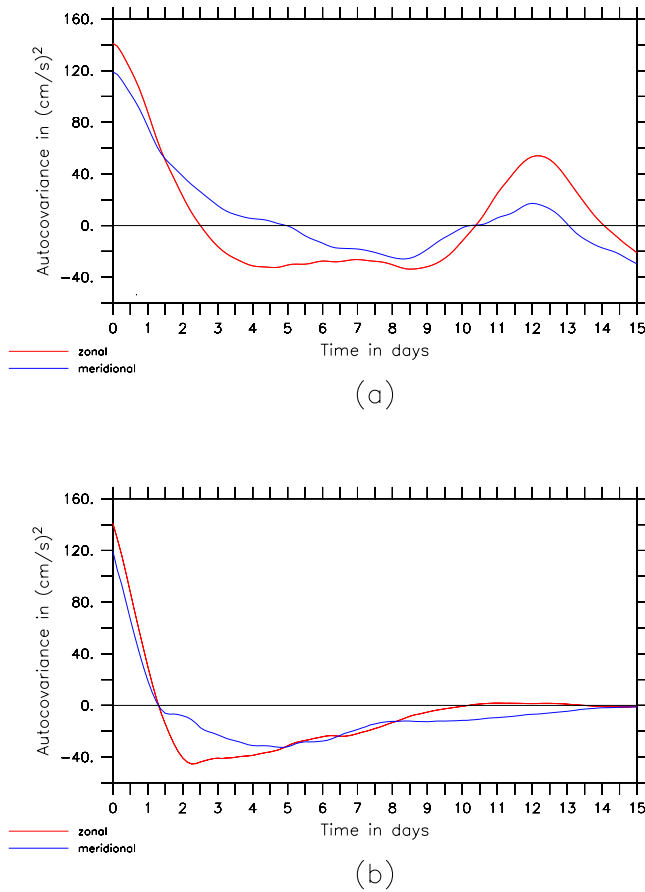 160.
120.
80.
40.
0.
−40.
Autocovariance in (cm/s)²
0 1 2 3 4 5 6 7 8 9 10 11 12 13 14 15
Time in days
zonal
meridional
(a)
160.
120.
80.
40.
0.
−40.
Autocovariance in (cm/s)²
0 1 2 3 4 5 6 7 8 9 10 11 12 13 14 15
Time in days
zonal
meridional
(b)